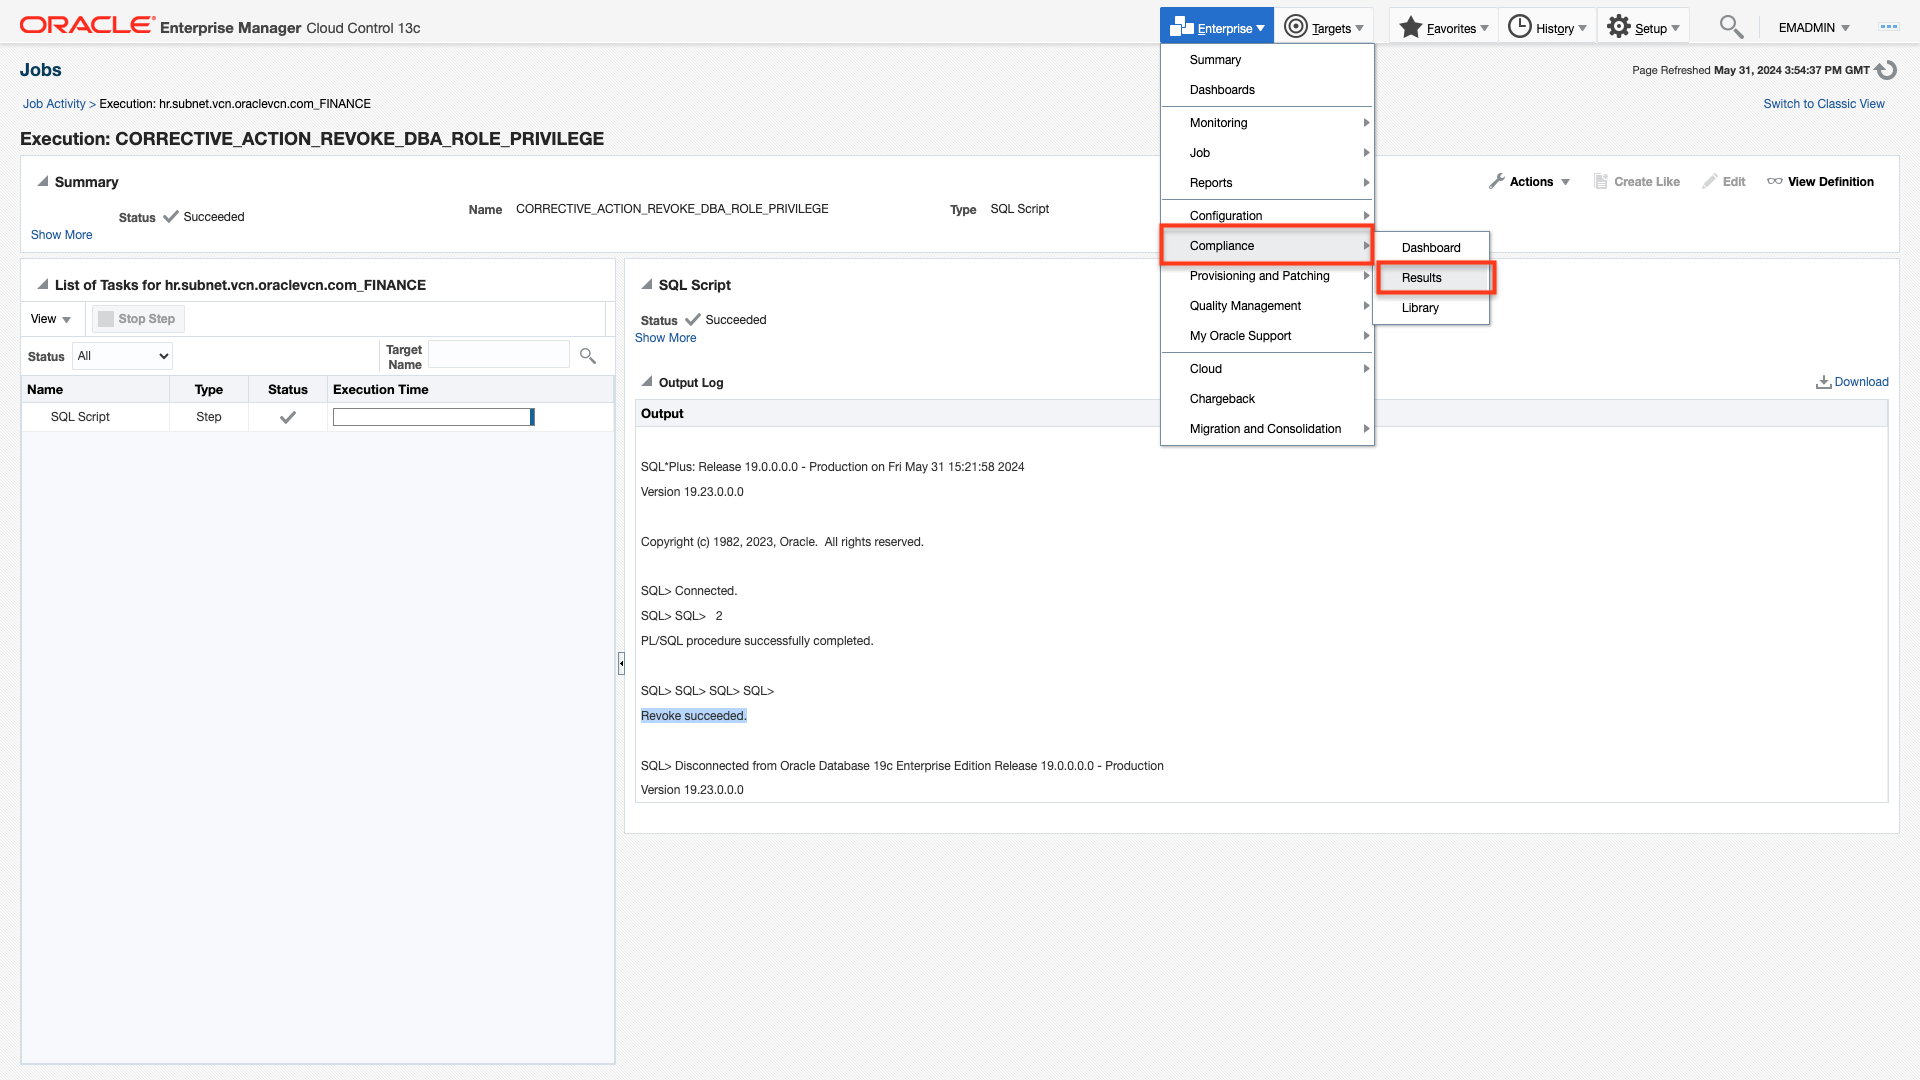 ORACLE Enterprise Manager Cloud Control 13c
Enterprise Targets Favorites History Setup EMADMIN
Jobs
Page Refreshed May 31, 2024 3:54:37 PM GMT
Job Activity > Execution: hr.subnet.vcn.oraclevcn.com_FINANCE
Switch to Classic View
Execution: CORRECTIVE_ACTION_REVOKE_DBA_ROLE_PRIVILEGE
Summary
Actions Create Like Edit View Definition
Status Succeeded
Name CORRECTIVE_ACTION_REVOKE_DBA_ROLE_PRIVILEGE
Type SQL Script
Show More
Summary
Dashboards
Monitoring
Job
Reports
Configuration
Compliance
Provisioning and Patching
Quality Management
My Oracle Support
Cloud
Chargeback
Migration and Consolidation
Dashboard
Results
Library
List of Tasks for hr.subnet.vcn.oraclevcn.com_FINANCE
View Stop Step
Status All
Target
Name
Name Type Status Execution Time
SQL Script Step
SQL Script
Status Succeeded
Show More
Output Log
Download
Output
SQL*Plus: Release 19.0.0.0.0 - Production on Fri May 31 15:21:58 2024
Version 19.23.0.0.0
Copyright (c) 1982, 2023, Oracle. All rights reserved.
SQL> Connected.
SQL> SQL> 2
PL/SQL procedure successfully completed.
SQL> SQL> SQL> SQL>
Revoke succeeded.
SQL> Disconnected from Oracle Database 19c Enterprise Edition Release 19.0.0.0.0 - Production
Version 19.23.0.0.0